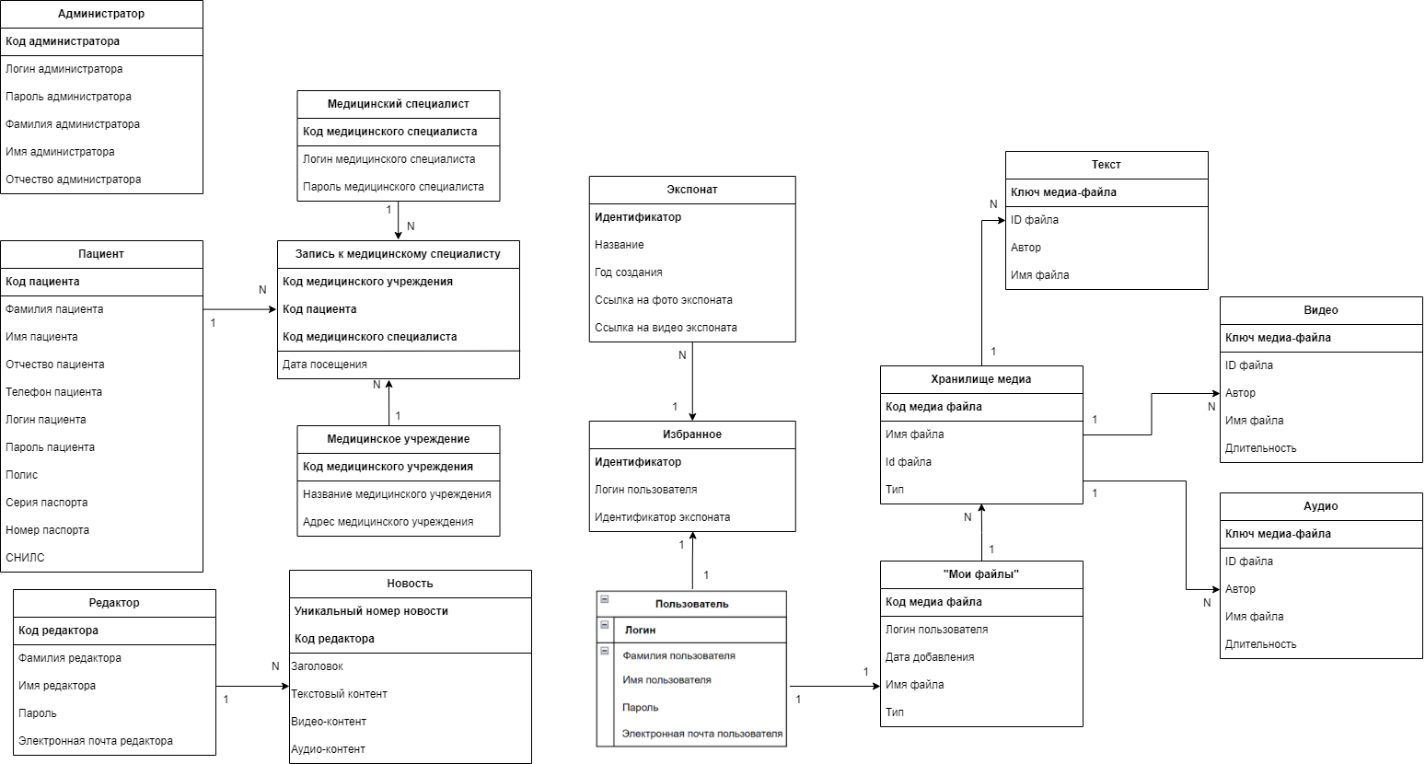 Администратор
Код администратора
Логин администратора
Пароль администратора
Фамилия администратора
Имя администратора
Отчество администратора
Медицинский специалист
Код медицинского специалиста
Логин медицинского специалиста
Пароль медицинского специалиста
1
N
Пациент
Код пациента
Фамилия пациента
Имя пациента
Отчество пациента
Телефон пациента
Логин пациента
Пароль пациента
Полис
Серия паспорта
Номер паспорта
СНИЛС
N
1
Запись к медицинскому специалисту
Код медицинского учреждения
Код пациента
Код медицинского специалиста
Дата посещения
N
1
Медицинское учреждение
Код медицинского учреждения
Название медицинского учреждения
Адрес медицинского учреждения
Редактор
Код редактора
Фамилия редактора
Имя редактора
Пароль
Электронная почта редактора
N
1
Новость
Уникальный номер новости
Код редактора
Заголовок
Текстовый контент
Видео-контент
Аудио-контент
Экспонат
Идентификатор
Название
Год создания
Ссылка на фото экспоната
Ссылка на видео экспоната
N
1
Избранное
Идентификатор
Логин пользователя
Идентификатор экспоната
1
1
Пользователь
Логин
Фамилия пользователя
Имя пользователя
Пароль
Электронная почта пользователя
1
1
Текст
Ключ медиа-файла
ID файла
Автор
Имя файла
N
1
Хранилище медиа
Код медиа файла
Имя файла
Id файла
Тип
1
N
1
N
N
1
"Мои файлы"
Код медиа файла
Логин пользователя
Дата добавления
Имя файла
Тип
Видео
Ключ медиа-файла
ID файла
Автор
Имя файла
Длительность
Аудио
Ключ медиа-файла
ID файла
Автор
Имя файла
Длительность